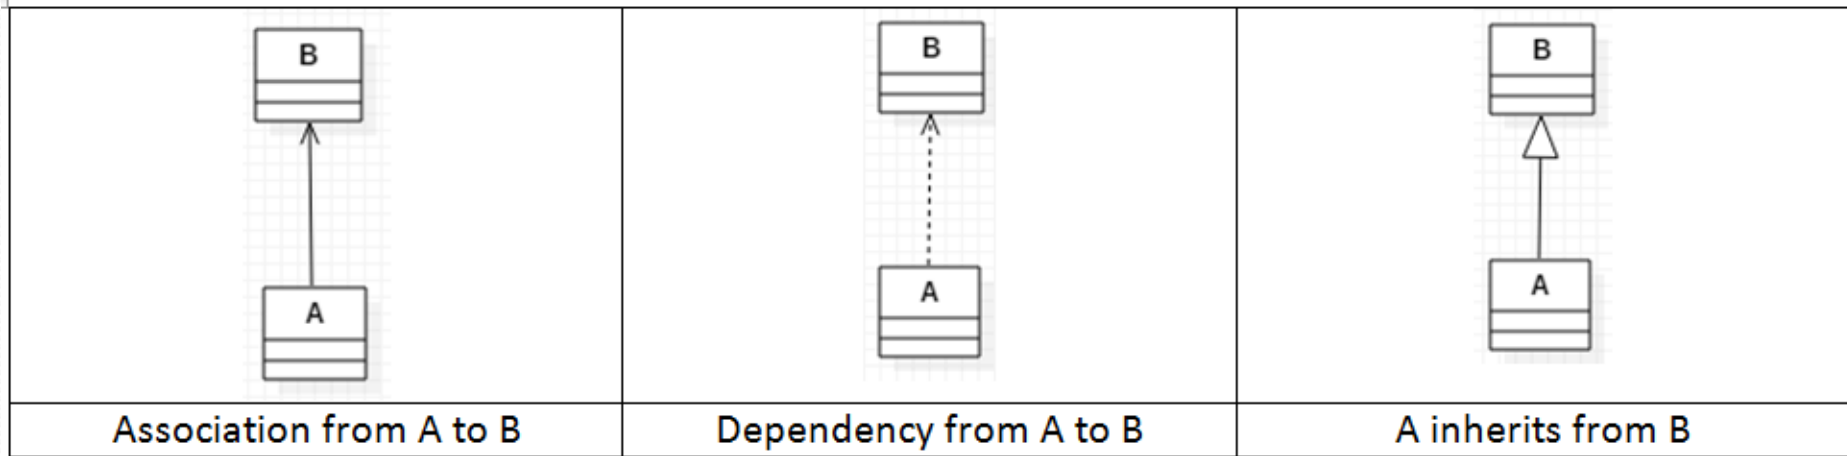 B
A
B
A
B
A
Association from A to B
Dependency from A to B
A inherits from B